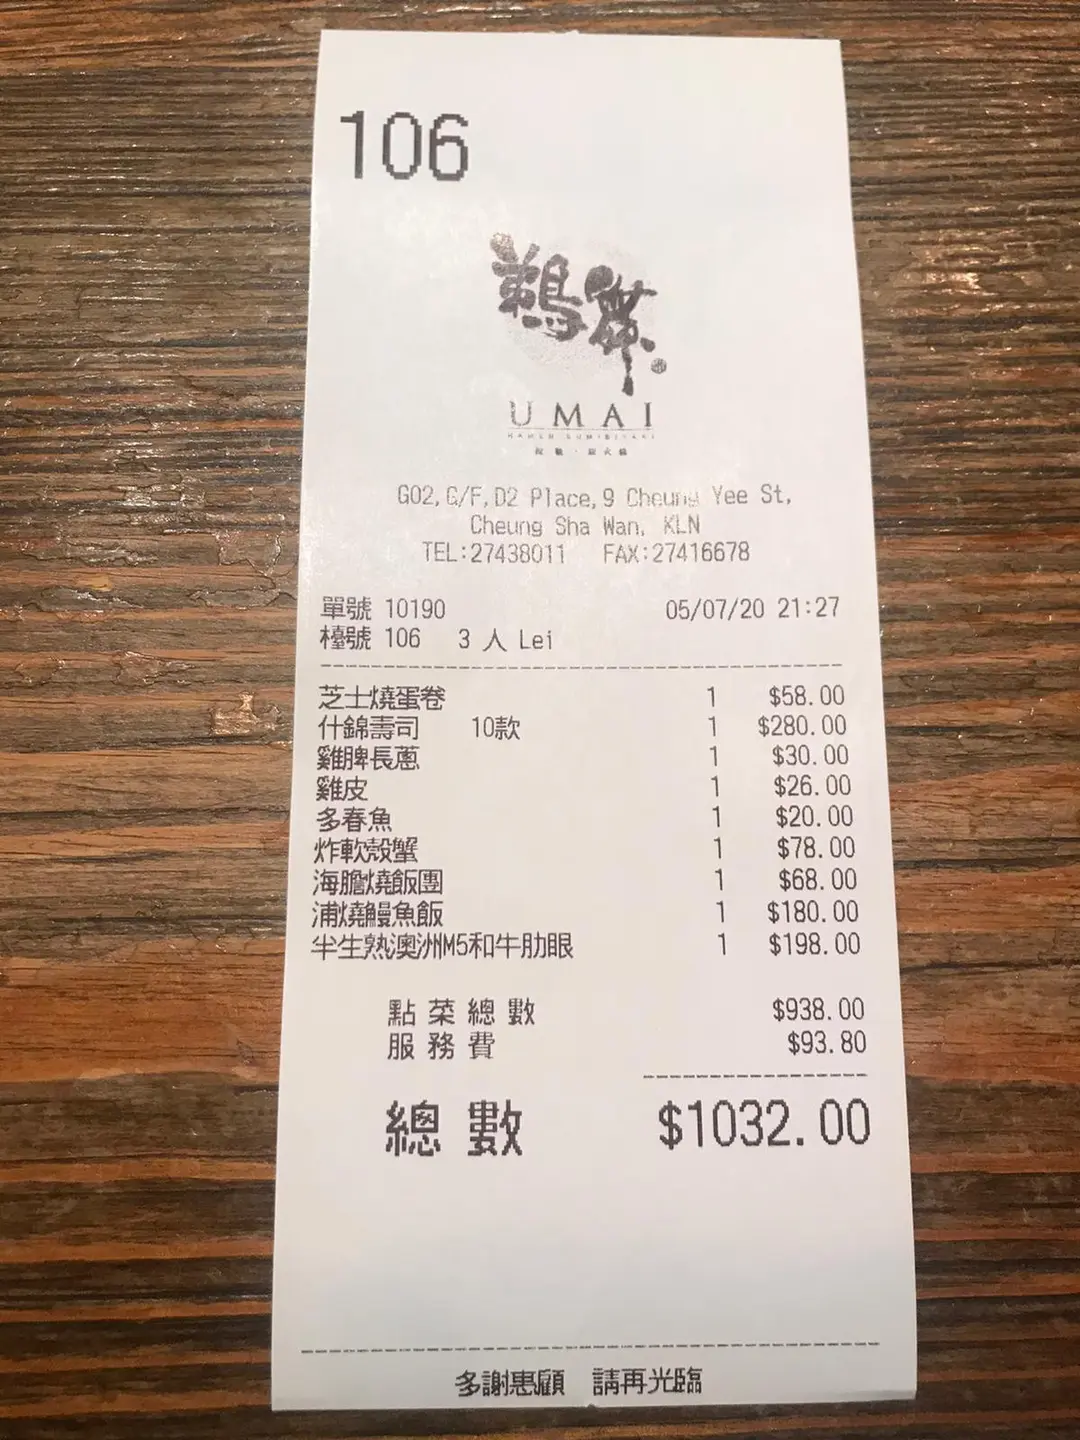 106
UMAI
G02,G/F,D2 Place,9 Cheung Yee St,
Cheung Sha Wan, KLN
TEL:27438011 FAX:27416678
單號 10190 05/07/20 21:27
檯號 106 3 人 Lei
芝士燒蛋卷 1 $58.00
什錦壽司 10款 1 $280.00
雞脾長蔥 1 $30.00
雞皮 1 $26.00
多春魚 1 $20.00
炸軟殼蟹 1 $78.00
海膽燒飯團 1 $68.00
浦燒鰻魚飯 1 $180.00
半生熟澳洲M5和牛肋眼 1 $198.00
點菜總數 $938.00
服務費 $93.80
總數 $1032.00
多謝惠顧 請再光臨